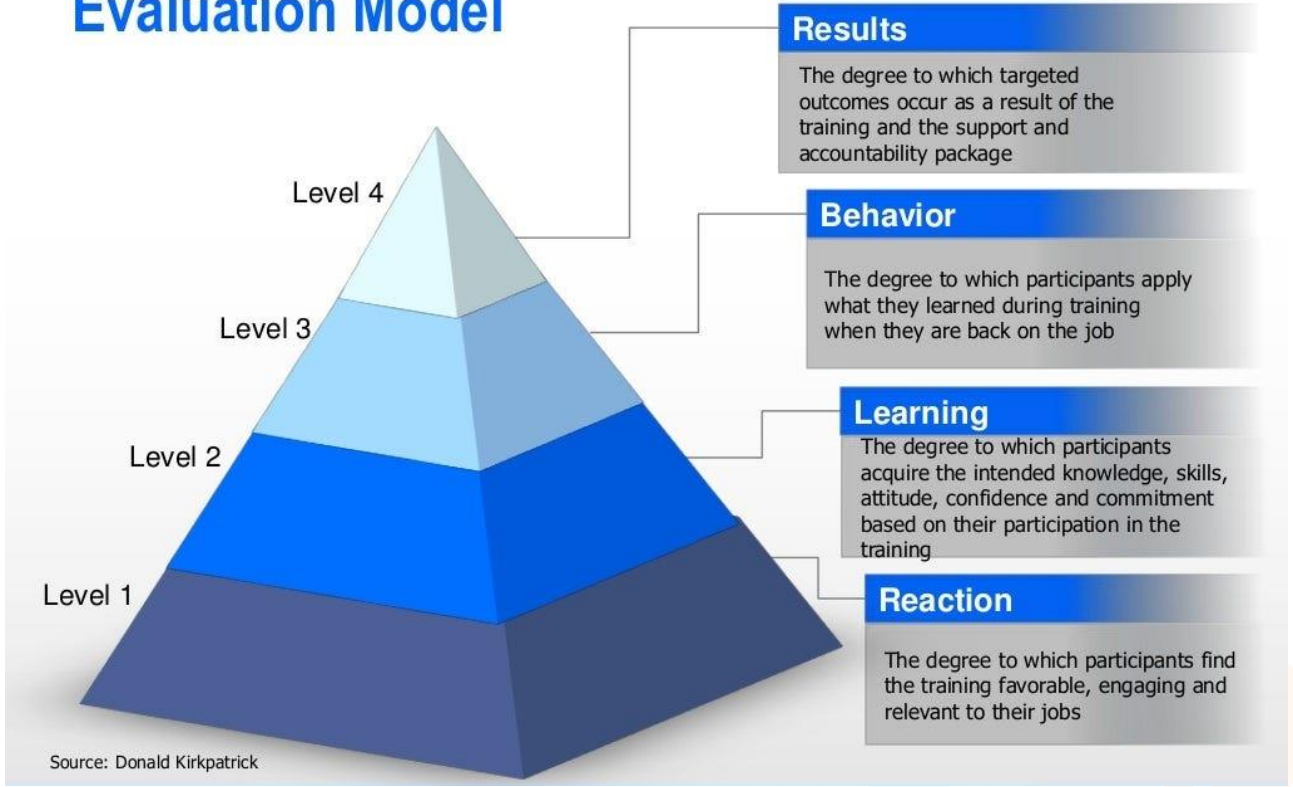 Evaluation Model
Results
The degree to which targeted
outcomes occur as a result of the
training and the support and
accountability package
Level 4
Behavior
The degree to which participants apply
what they learned during training
when they are back on the job
Level 3
Learning
The degree to which participants
acquire the intended knowledge, skills,
attitude, confidence and commitment
based on their participation in the
training
Level 2
Reaction
The degree to which participants find
the training favorable, engaging and
relevant to their jobs
Level 1
Source: Donald Kirkpatrick